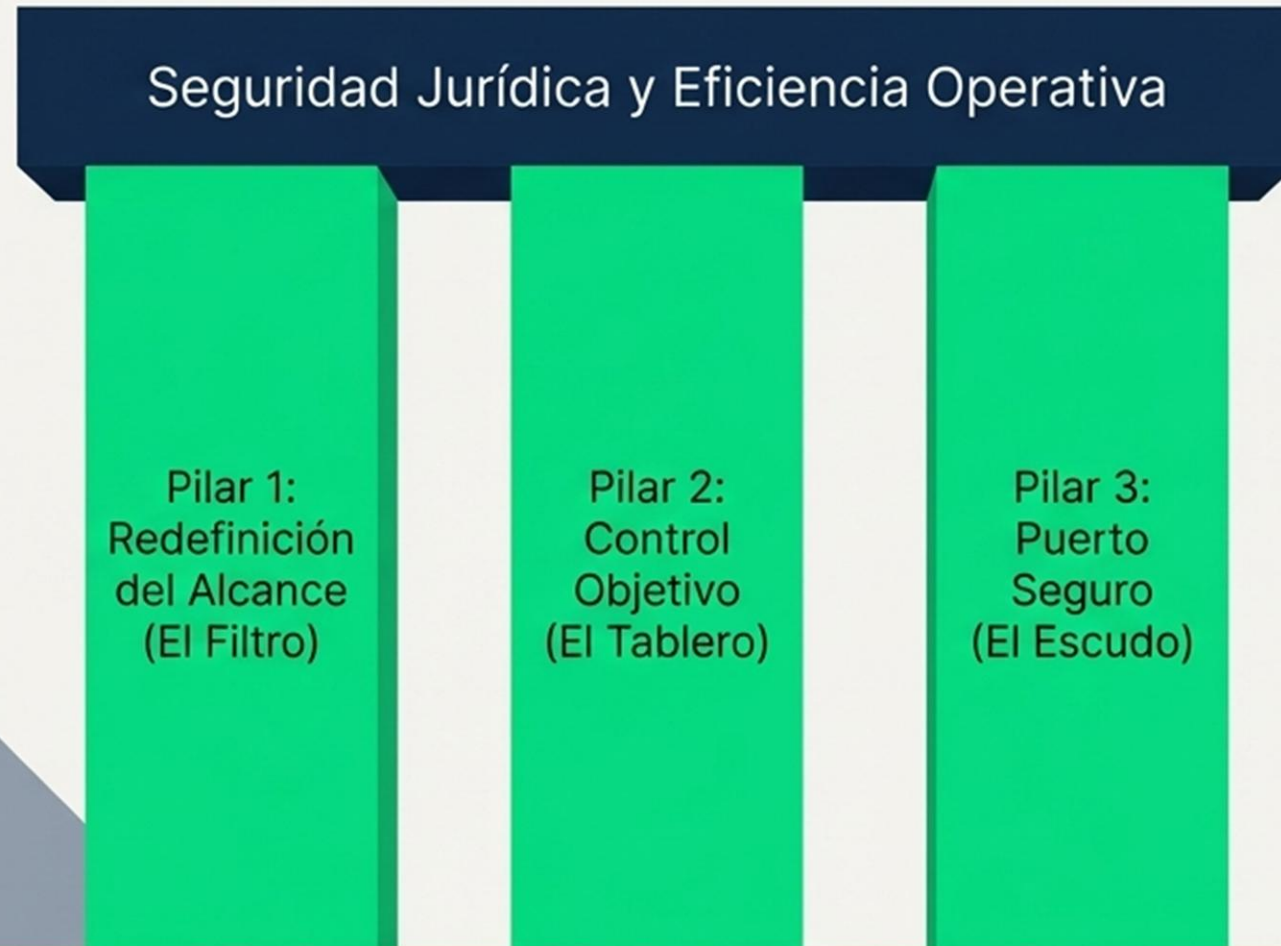 Seguridad Jurídica y Eficiencia Operativa
Pilar 1:
Redefinición
del Alcance
(El Filtro)
Pilar 2:
Control
Objetivo
(El Tablero)
Pilar 3:
Puerto
Seguro
(El Escudo)